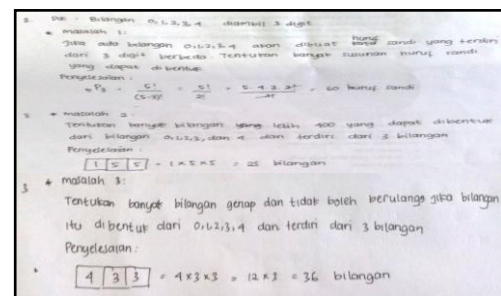 2. Soal - Bilangan 0,1,2,3,4 diambil 3 digit
* masalah 1:
Jika ada bilangan 0,1,2,3,4 akan dibuat huruf sandi yang terdiri
dari 3 digit berbeda. Tentukan banyak susunan huruf sandi
yang dapat dibentuk
Penyelesaian :
5P3 = 5!/(5-3)! = 5!/2! = 5.4.3.2!/2! = 60 huruf sandi
* masalah 2 :
Tentukan banyak bilangan yang lebih 400 yang dapat dibentuk
dari bilangan 0,1,2,3, dan 4 dan terdiri dari 3 bilangan
Penyelesaian :
1 5 5 = 1 x 5 x 5 = 25 bilangan
3 * masalah 3:
Tentukan banyak bilangan genap dan tidak boleh berulang jika bilangan
itu dibentuk dari 0,1,2,3,4 dan terdiri dari 3 bilangan
Penyelesaian :
4 3 3 = 4 x 3 x 3 = 12 x 3 = 36 bilangan